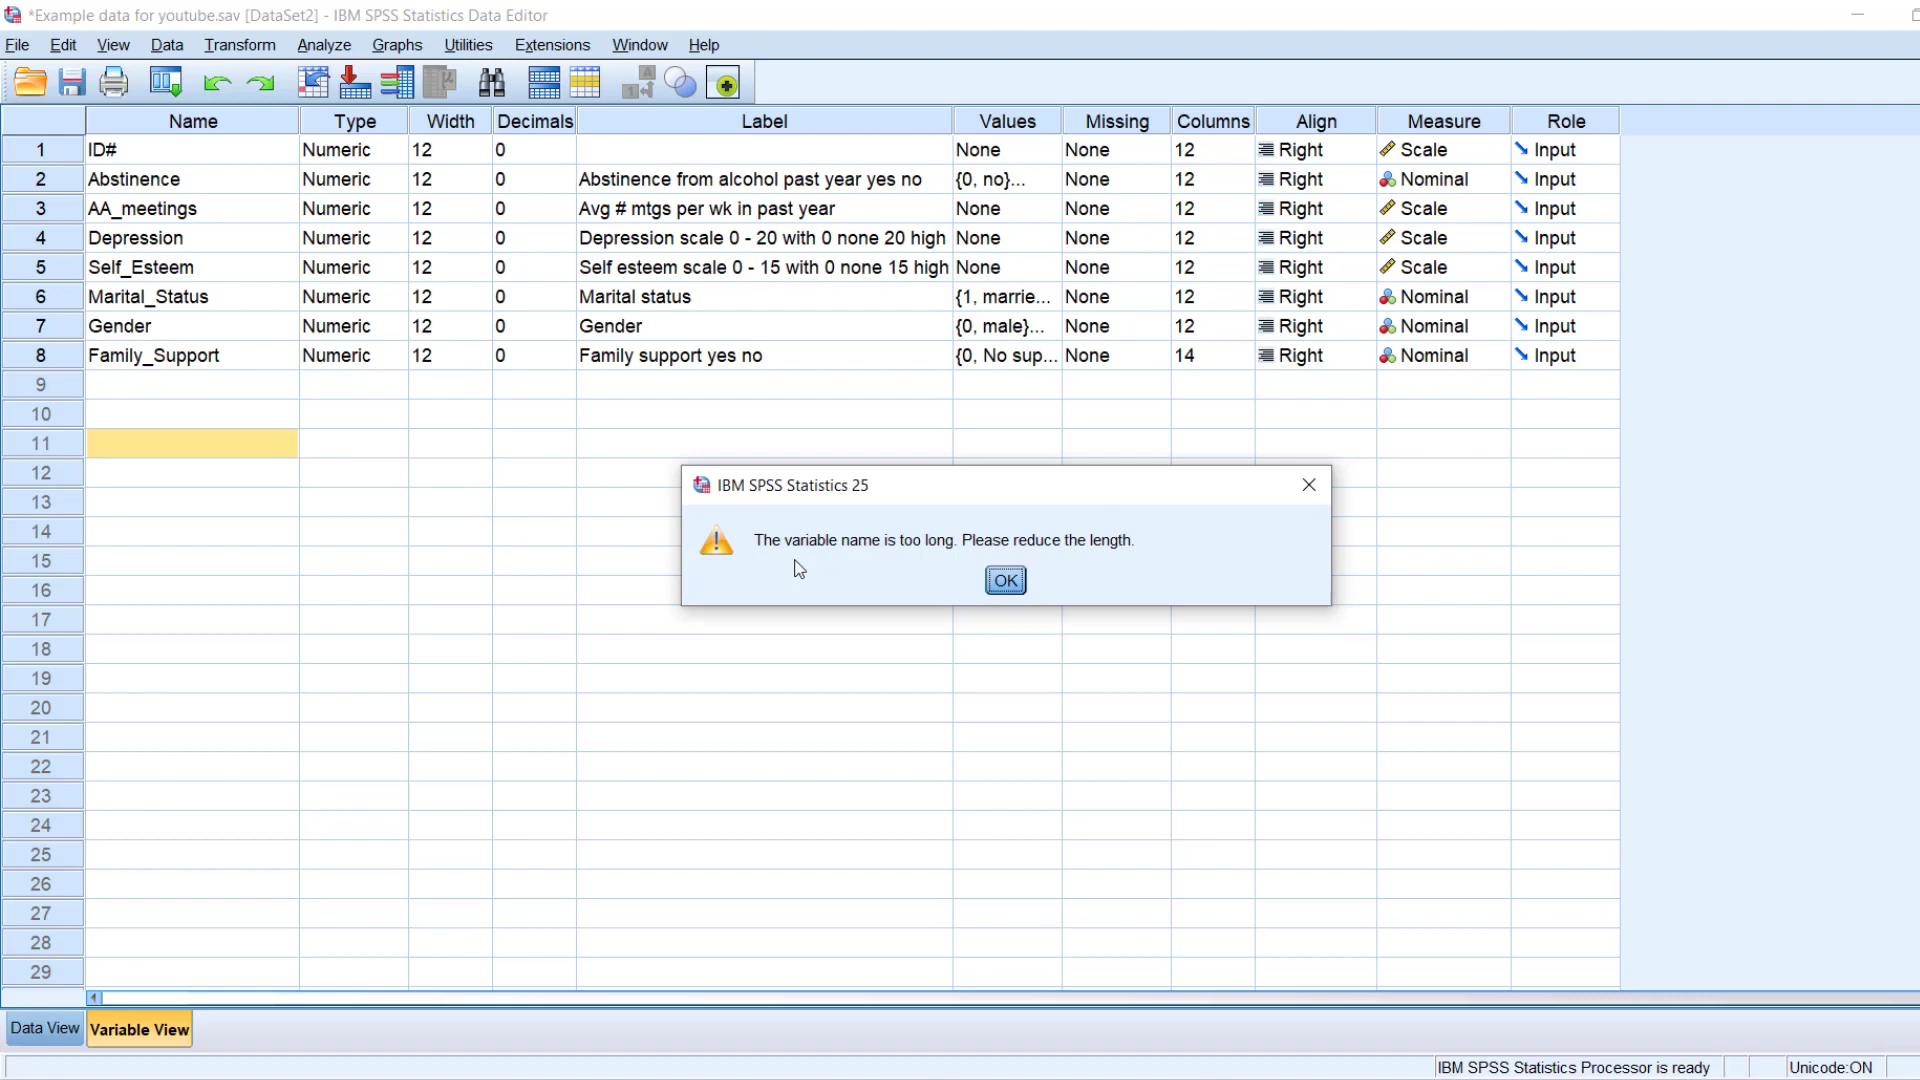 *Example data for youtube.sav [DataSet2] - IBM SPSS Statistics Data Editor
File Edit View Data Transform Analyze Graphs Utilities Extensions Window Help
Name Type Width Decimals Label Values Missing Columns Align Measure Role
1 ID# Numeric 12 0 None None 12 Right Scale Input
2 Abstinence Numeric 12 0 Abstinence from alcohol past year yes no {0, no}... None 12 Right Nominal Input
3 AA_meetings Numeric 12 0 Avg # mtgs per wk in past year None None 12 Right Scale Input
4 Depression Numeric 12 0 Depression scale 0 - 20 with 0 none 20 high None None 12 Right Scale Input
5 Self_Esteem Numeric 12 0 Self esteem scale 0 - 15 with 0 none 15 high None None 12 Right Scale Input
6 Marital_Status Numeric 12 0 Marital status {1, marrie... None 12 Right Nominal Input
7 Gender Numeric 12 0 Gender {0, male}... None 12 Right Nominal Input
8 Family_Support Numeric 12 0 Family support yes no {0, No sup... None 14 Right Nominal Input
9
10
11
12
IBM SPSS Statistics 25
13
14
The variable name is too long. Please reduce the length.
15
OK
16
17
18
19
20
21
22
23
24
25
26
27
28
29
Data View Variable View
IBM SPSS Statistics Processor is ready Unicode:ON